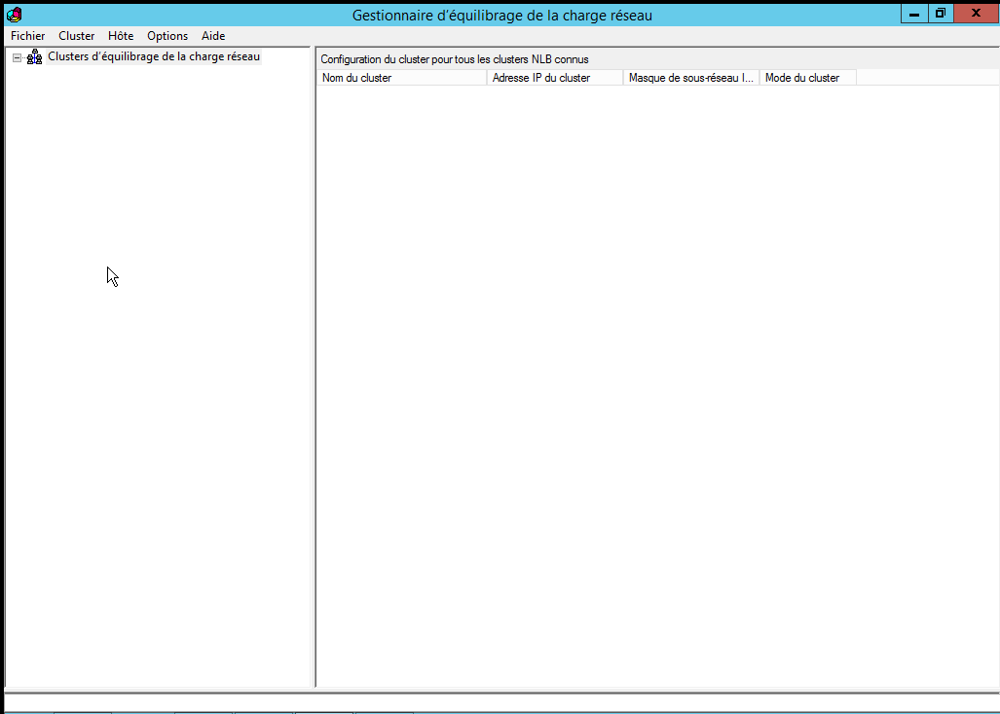 Gestionnaire d'équilibrage de la charge réseau
Fichier Cluster Hôte Options Aide
Clusters d'équilibrage de la charge réseau
Configuration du cluster pour tous les clusters NLB connus
Nom du cluster Adresse IP du cluster Masque de sous-réseau I... Mode du cluster